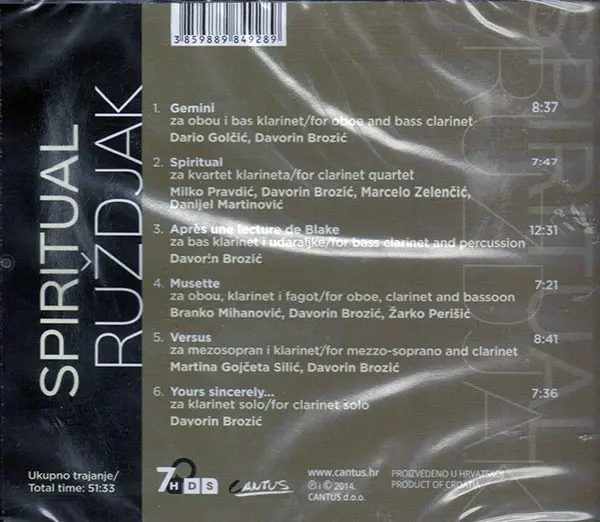 3 859889 849289
SPIRITUAL
RUŽDJAK
SPIRITUAL
RUŽDJAK
1. Gemini 8:37
za obou i bas klarinet/for oboe and bass clarinet
Dario Golčić, Davorin Brozić
2. Spiritual 7:47
za kvartet klarineta/for clarinet quartet
Milko Pravdić, Davorin Brozić, Marcelo Zelenčić,
Danijel Martinović
3. Après une lecture de Blake 12:31
za bas klarinet i udaraljke/for bass clarinet and percussion
Davorin Brozić
4. Musette 7:21
za obou, klarinet i fagot/for oboe, clarinet and bassoon
Branko Mihanović, Davorin Brozić, Žarko Perišić
5. Versus 8:41
za mezosopran i klarinet/for mezzo-soprano and clarinet
Martina Gojčeta Silić, Davorin Brozić
6. Yours sincerely... 7:36
za klarinet solo/for clarinet solo
Davorin Brozić
Ukupno trajanje/
Total time: 51:33
HDS
CANTUS
www.cantus.hr
℗ i © 2014.
CANTUS d.o.o.
PROIZVEDENO U HRVATSKOJ
PRODUCT OF CROATIA